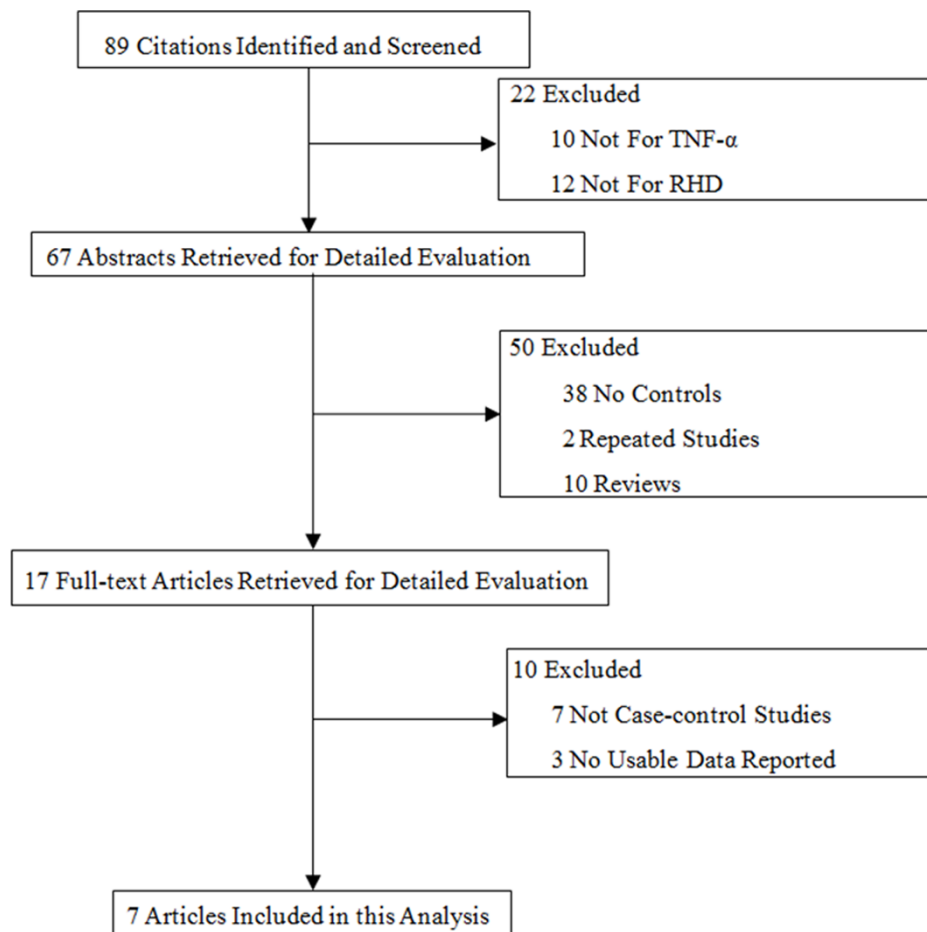 89 Citations Identified and Screened
22 Excluded
10 Not For TNF-α
12 Not For RHD
67 Abstracts Retrieved for Detailed Evaluation
50 Excluded
38 No Controls
2 Repeated Studies
10 Reviews
17 Full-text Articles Retrieved for Detailed Evaluation
10 Excluded
7 Not Case-control Studies
3 No Usable Data Reported
7 Articles Included in this Analysis